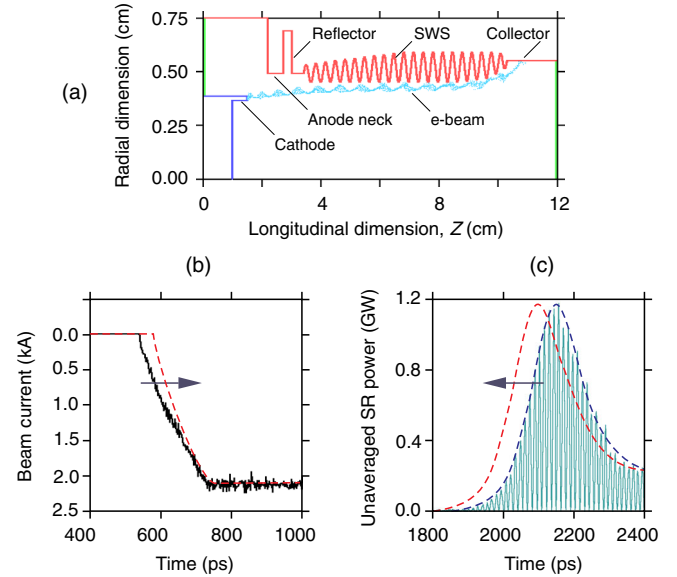 0.75
Reflector
SWS
Collector
Radial dimension (cm)
0.50
(a)
Anode neck
e-beam
0.25
Cathode
0.00
0
4
8
12
Longitudinal dimension, Z (cm)
(b)
(c)
Beam current (kA)
0.0
0.5
1.0
1.5
2.0
2.5
400
600
800
1000
Time (ps)
Unaveraged SR power (GW)
1.2
0.8
0.4
0.0
1800
2000
2200
2400
Time (ps)